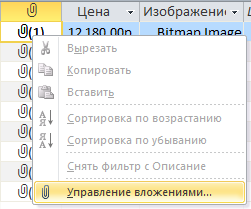 Цена Изображение
(1) 12 180,00р. Bitmap Image
Вырезать
Копировать
Вставить
Сортировка по возрастанию
Сортировка по убыванию
Снять фильтр с Описание
Управление вложениями...